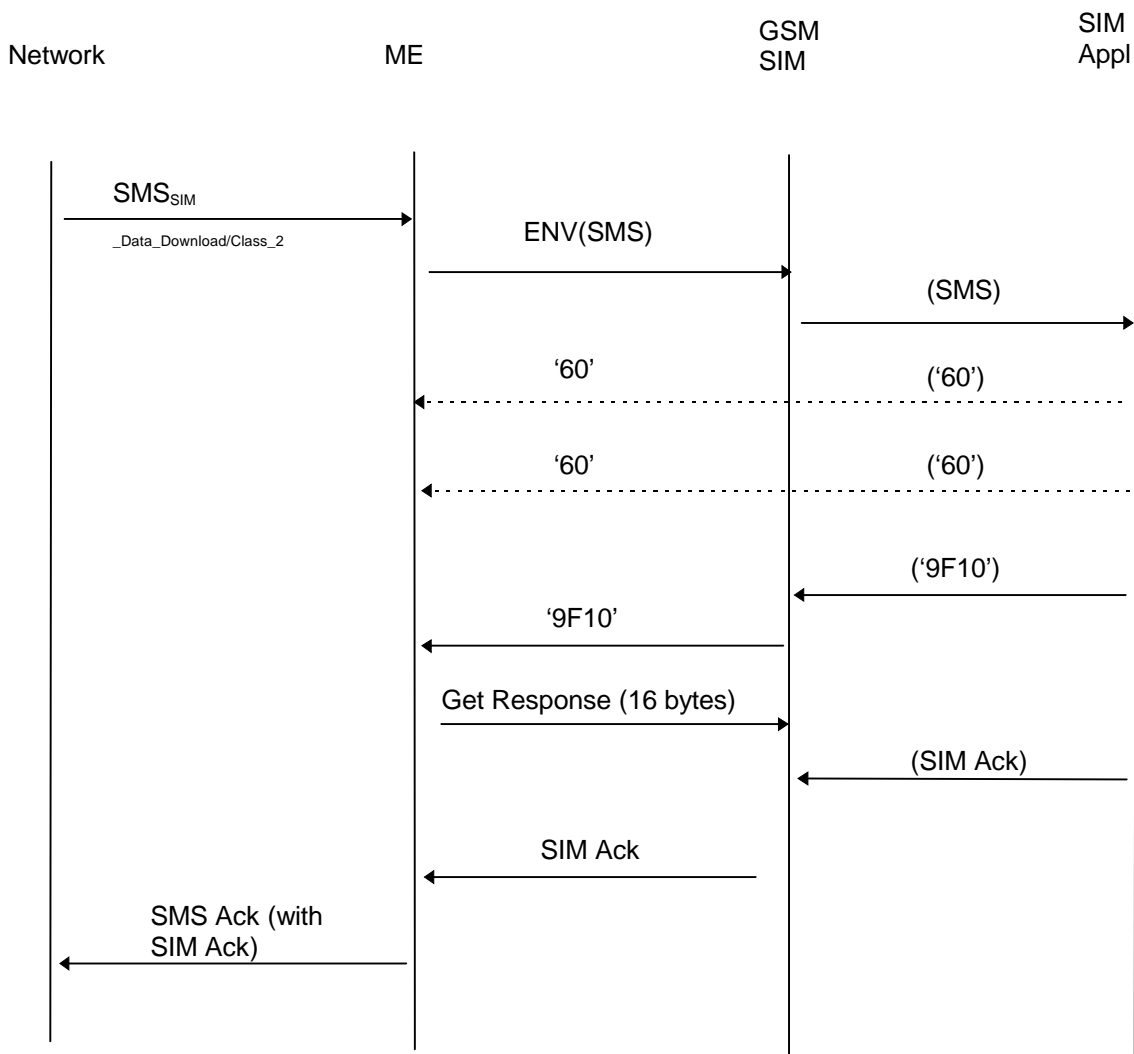 Network
ME
GSM
SIM
SIM
Appl
SMSSIM
_Data_Download/Class_2
ENV(SMS)
(SMS)
‘60’
(‘60’)
‘60’
(‘60’)
(‘9F10’)
‘9F10’
Get Response (16 bytes)
(SIM Ack)
SIM Ack
SMS Ack (with
SIM Ack)